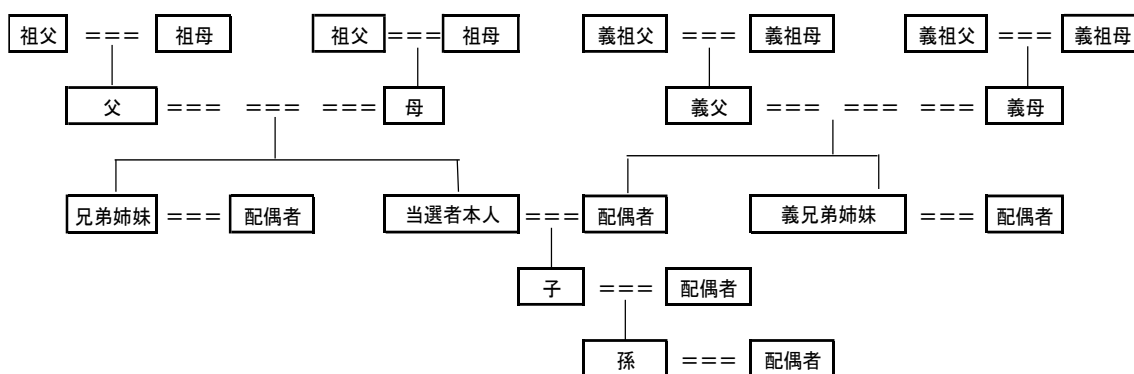 祖父 === 祖母 祖父 === 祖母 義祖父 === 義祖母 義祖父 === 義祖母
父 === === === 母 義父 === === === 義母
兄弟姉妹 === 配偶者 当選者本人 === 配偶者 義兄弟姉妹 === 配偶者
子 === 配偶者
孫 === 配偶者